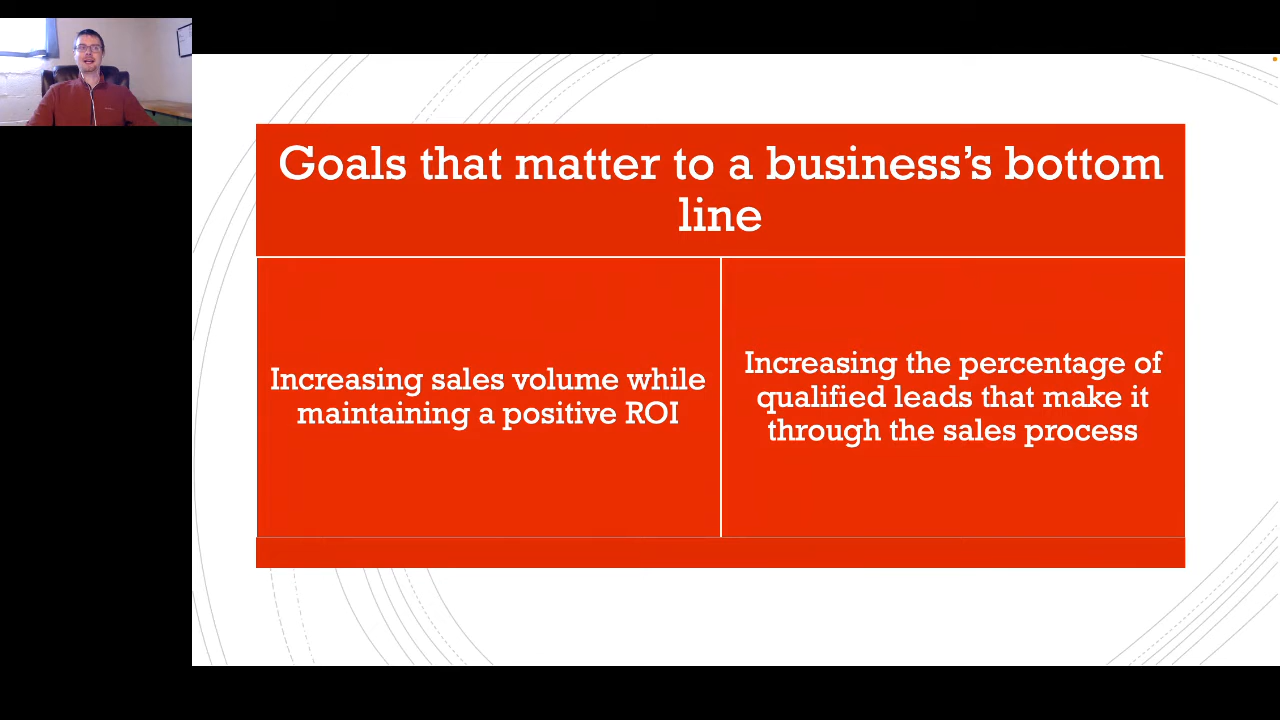 Goals that matter to a business’s bottom
line
Increasing sales volume while
maintaining a positive ROI
Increasing the percentage of
qualified leads that make it
through the sales process